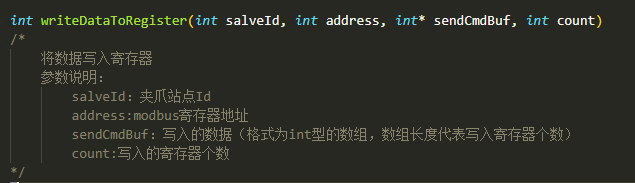 int writeDataToRegister(int salveId, int address, int* sendCmdBuf, int count)
/*
将数据写入寄存器
参数说明：
salveId：夹爪站点Id
address:modbus寄存器地址
sendCmdBuf：写入的数据（格式为int型的数组，数组长度代表写入寄存器个数）
count:写入的寄存器个数
*/